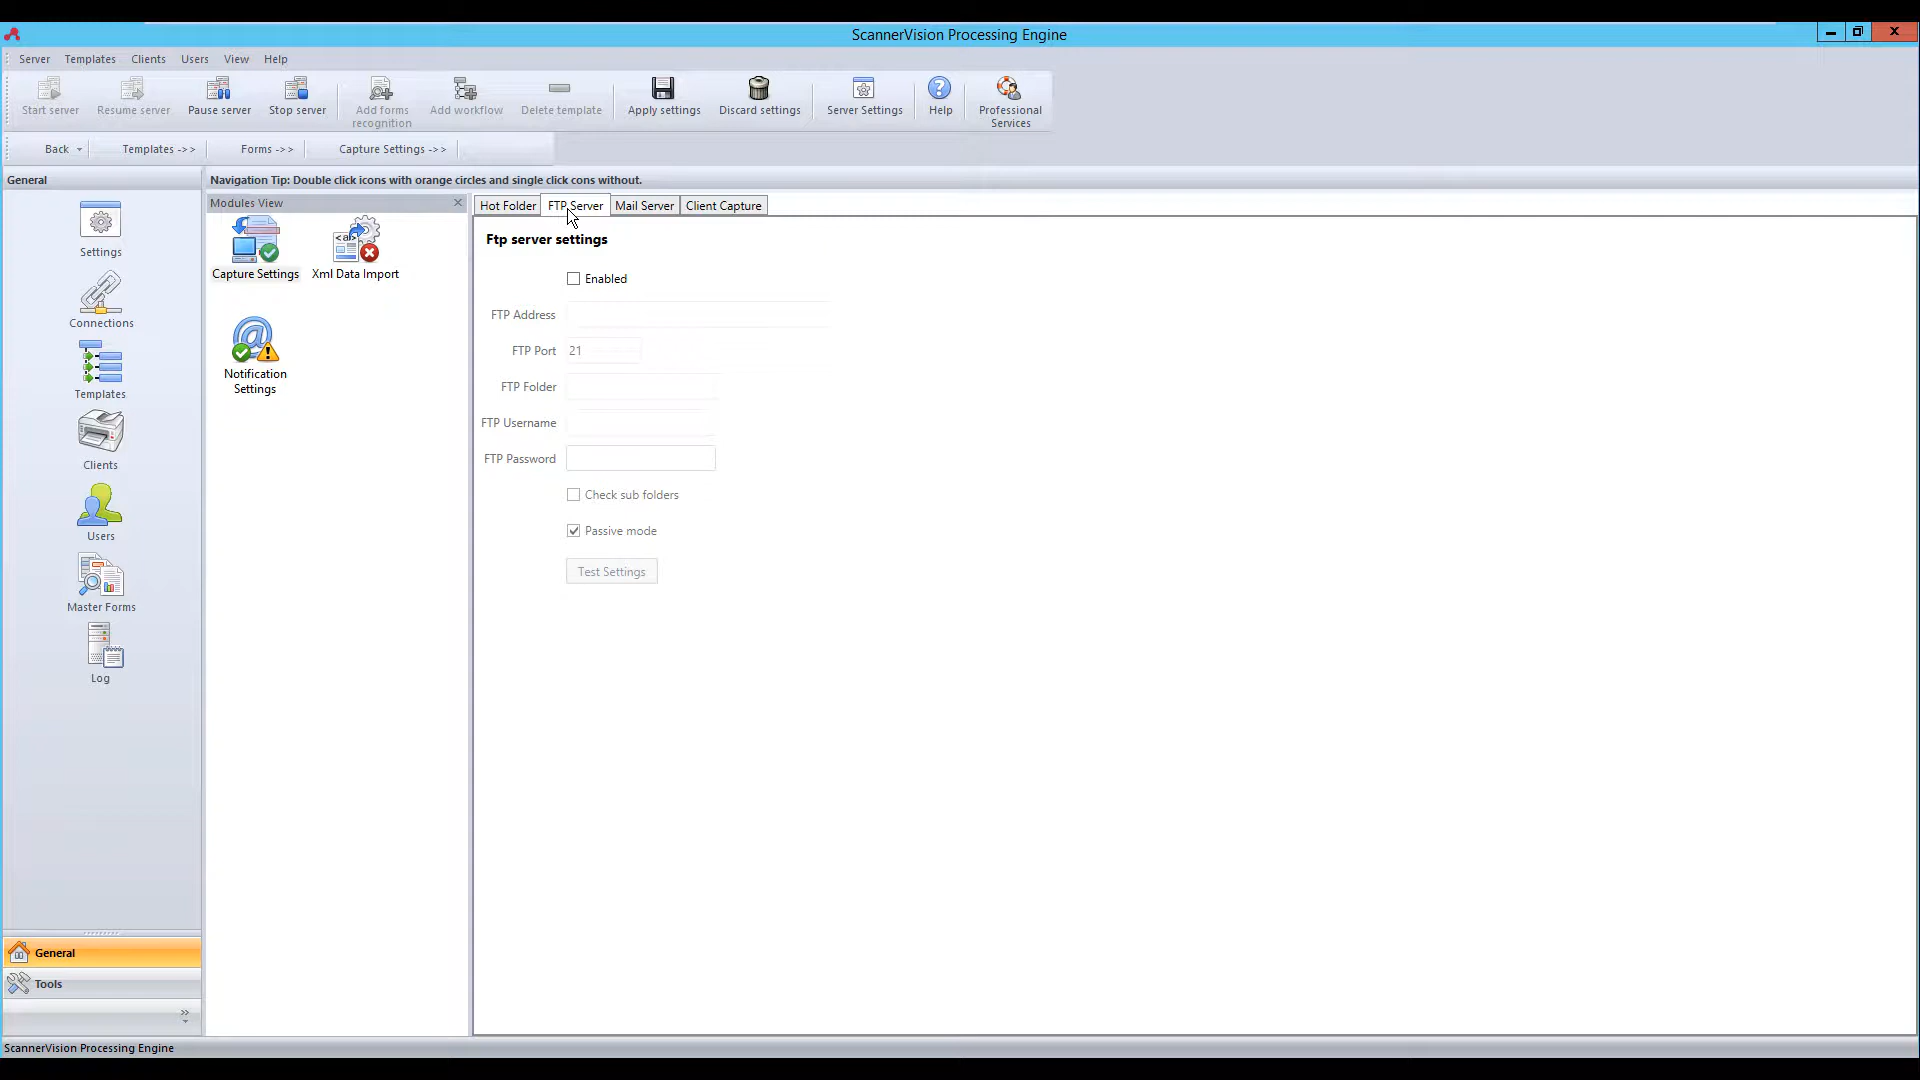 ScannerVision Processing Engine
Server Templates Clients Users View Help
Start server Resume server Pause server Stop server Add forms recognition Add workflow Delete template Apply settings Discard settings Server Settings Help Professional Services
Back Templates ->> Forms ->> Capture Settings ->>
General
Navigation Tip: Double click icons with orange circles and single click cons without.
Modules View
Hot Folder FTP Server Mail Server Client Capture
Settings
Connections
Templates
Clients
Users
Master Forms
Log
Capture Settings
Xml Data Import
Notification
Settings
Ftp server settings
Enabled
FTP Address
FTP Port 21
FTP Folder
FTP Username
FTP Password
Check sub folders
Passive mode
Test Settings
General
Tools
ScannerVision Processing Engine